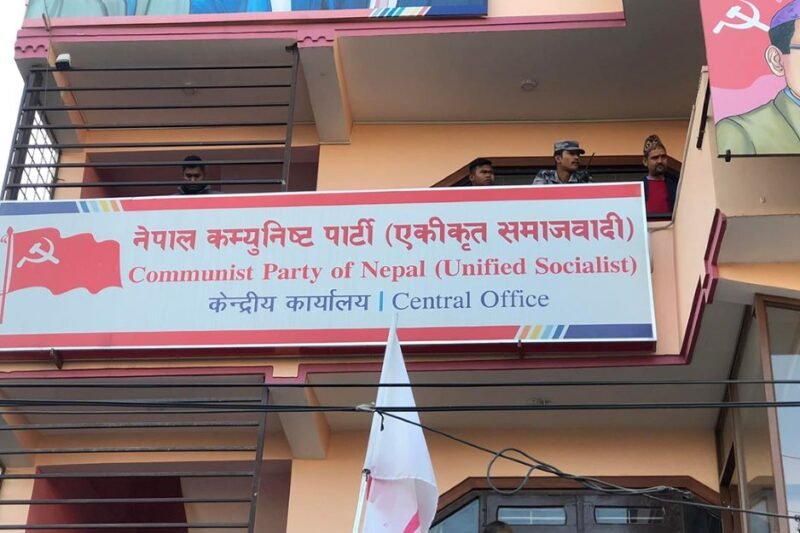 नेपाल कम्युनिष्ट पार्टी (एकीकृत समाजवादी)
Communist Party of Nepal (Unified Socialist)
केन्द्रीय कार्यालय | Central Office